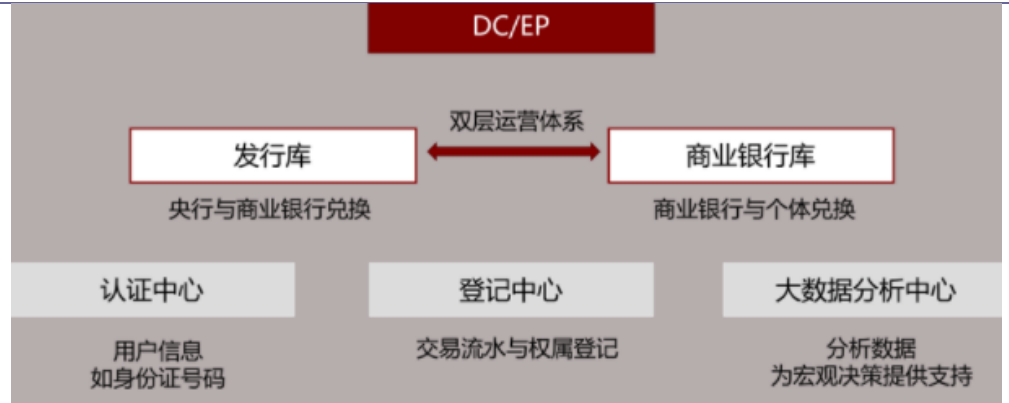 DC/EP
双层运营体系
发行库
商业银行库
央行与商业银行兑换
商业银行与个体兑换
认证中心
登记中心
大数据分析中心
用户信息
如身份证号码
交易流水与权属登记
分析数据
为宏观决策提供支持